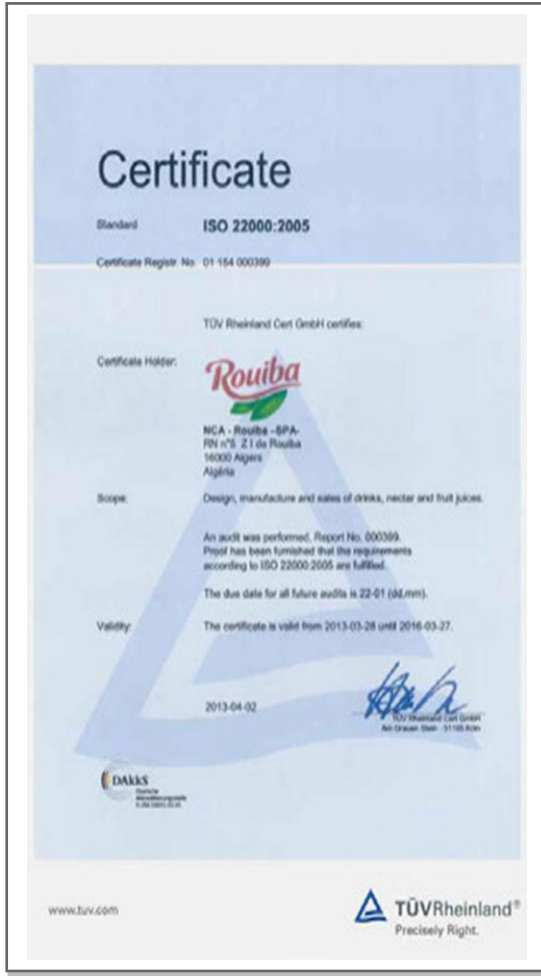 Certificate
Standard ISO 22000:2005
Certificate Registr. No. 01 154 000399
TÜV Rheinland Cert GmbH certifies:
Certificate Holder:
Rouiba
NCA - Rouiba -SPA-
RN n°5 Z I de Rouiba
16000 Algers
Algéria
Scope: Design, manufacture and sales of drinks, nectar and fruit juices.
An audit was performed, Report No. 000399.
Proof has been furnished that the requirements
according to ISO 22000:2005 are fulfilled.
The due date for all future audits is 22-01 (dd.mm).
Validity: The certificate is valid from 2013-03-28 until 2016-03-27.
2013-04-02
TÜV Rheinland Cert GmbH
Am Grauen Stein · 51105 Köln
DAkkS
Deutsche
Akkreditierungsstelle
www.tuv.com
TÜVRheinland®
Precisely Right.